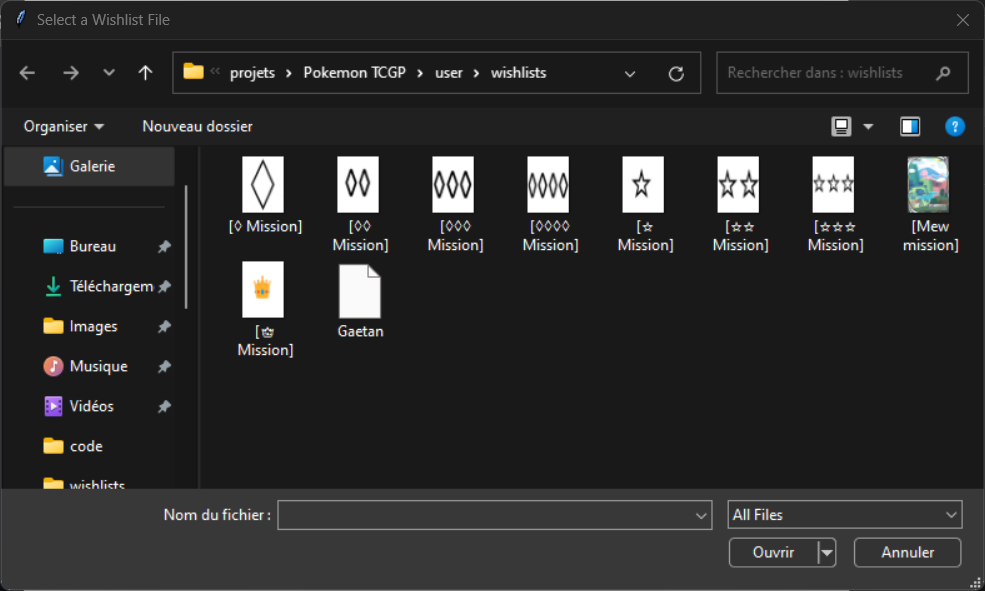 Select a Wishlist File
« projets › Pokemon TCGP › user › wishlists
Rechercher dans : wishlists
Organiser
Nouveau dossier
Galerie
Bureau
Téléchargem
Images
Musique
Vidéos
code
wishlists
[◊ Mission]
[◊◊
Mission]
[◊◊◊
Mission]
[◊◊◊◊
Mission]
[☆
Mission]
[☆☆
Mission]
[☆☆☆
Mission]
[Mew
mission]
[♔
Mission]
Gaetan
Nom du fichier :
All Files
Ouvrir
Annuler